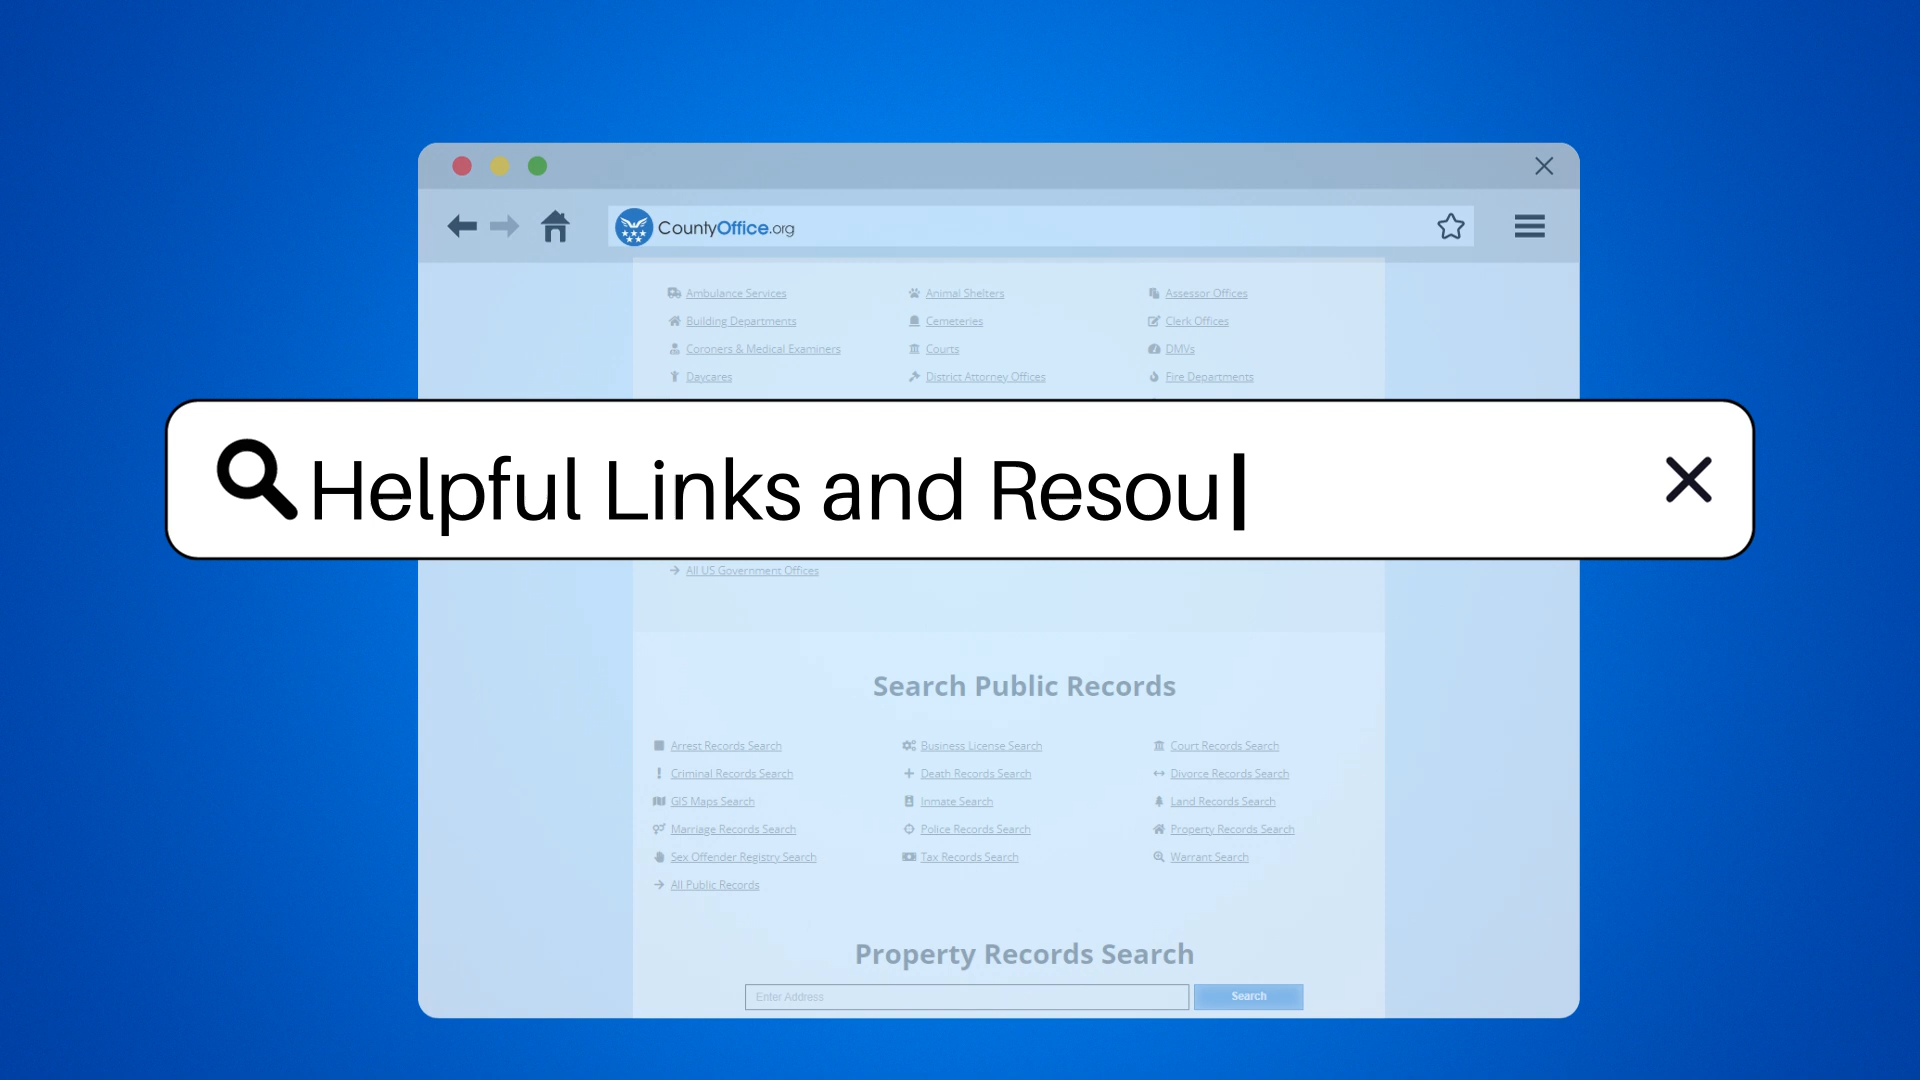 CountyOffice.org
Ambulance Services Animal Shelters Assessor Offices
Building Departments Cemeteries Clerk Offices
Coroners & Medical Examiners Courts DMVs
Daycares District Attorney Offices Fire Departments
Helpful Links and Resou
All US Government Offices
Search Public Records
Arrest Records Search Business License Search Court Records Search
Criminal Records Search Death Records Search Divorce Records Search
GIS Maps Search Inmate Search Land Records Search
Marriage Records Search Police Records Search Property Records Search
Sex Offender Registry Search Tax Records Search Warrant Search
All Public Records
Property Records Search
Enter Address Search